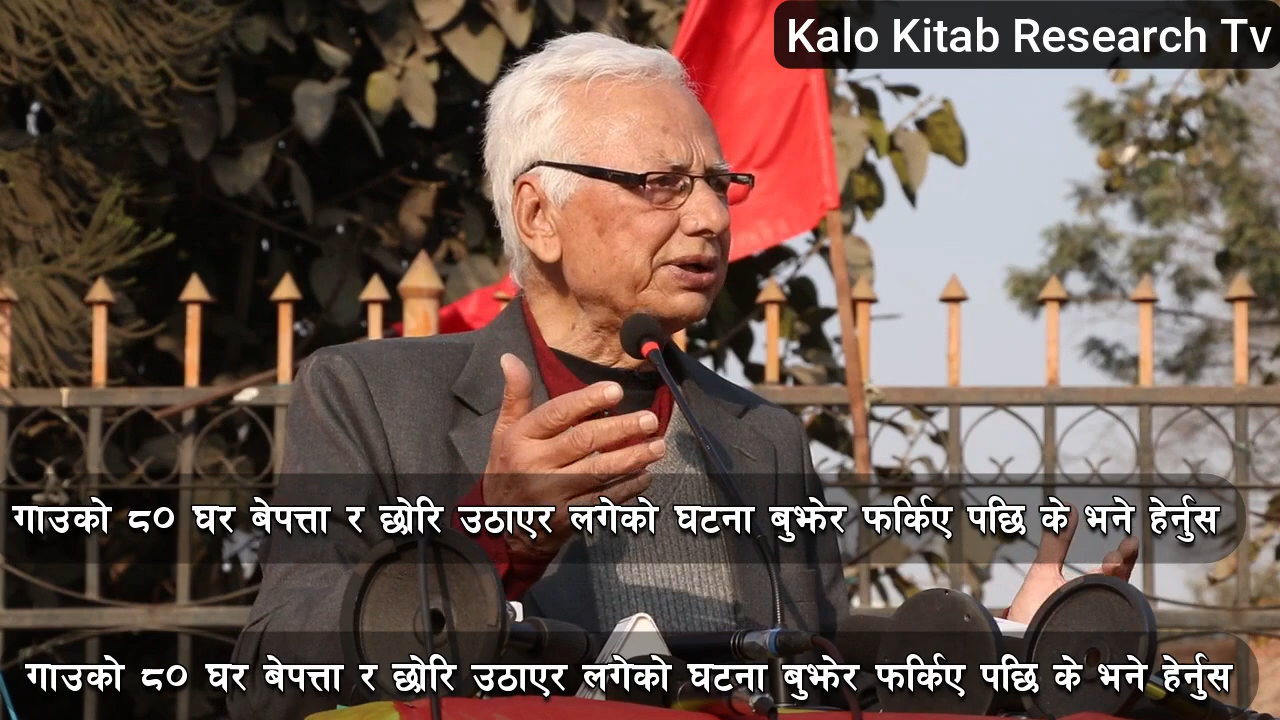 Kalo Kitab Research Tv
गाउको ८० घर बेपत्ता र छोरि उठाएर लगेको घटना बुझेर फर्किए पछि के भने हेर्नुस
गाउको ८० घर बेपत्ता र छोरि उठाएर लगेको घटना बुझेर फर्किए पछि के भने हेर्नुस